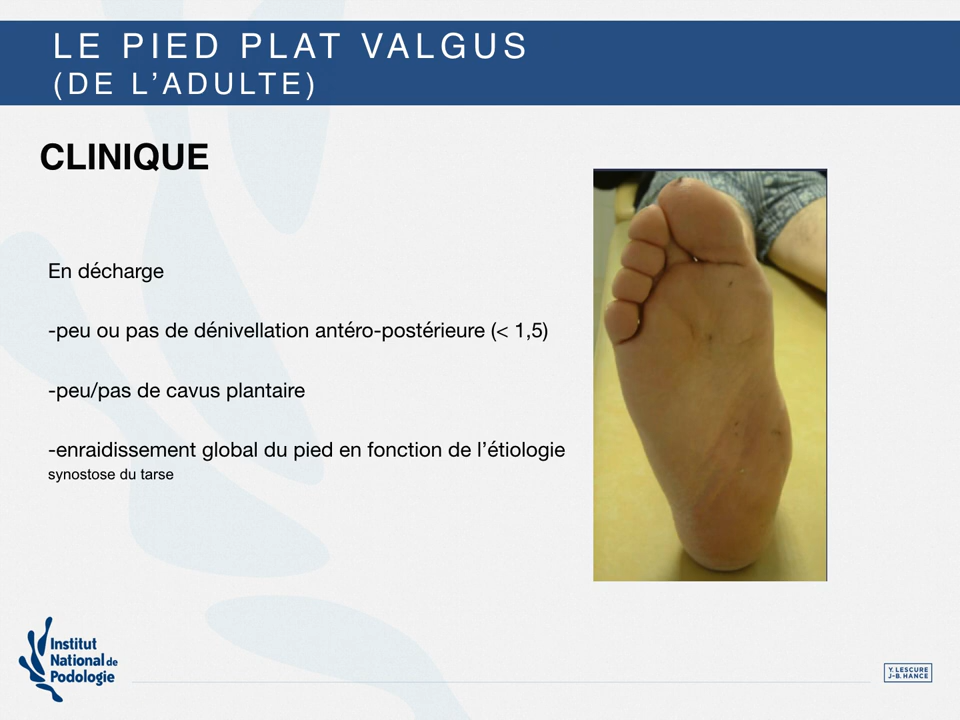 LE PIED PLAT VALGUS
(DE L’ADULTE)
CLINIQUE
En décharge
-peu ou pas de dénivellation antéro-postérieure (< 1,5)
-peu/pas de cavus plantaire
-enraidissement global du pied en fonction de l’étiologie
synostose du tarse
Institut
National de
Podologie
Y. LESCURE
J-B. HANCE